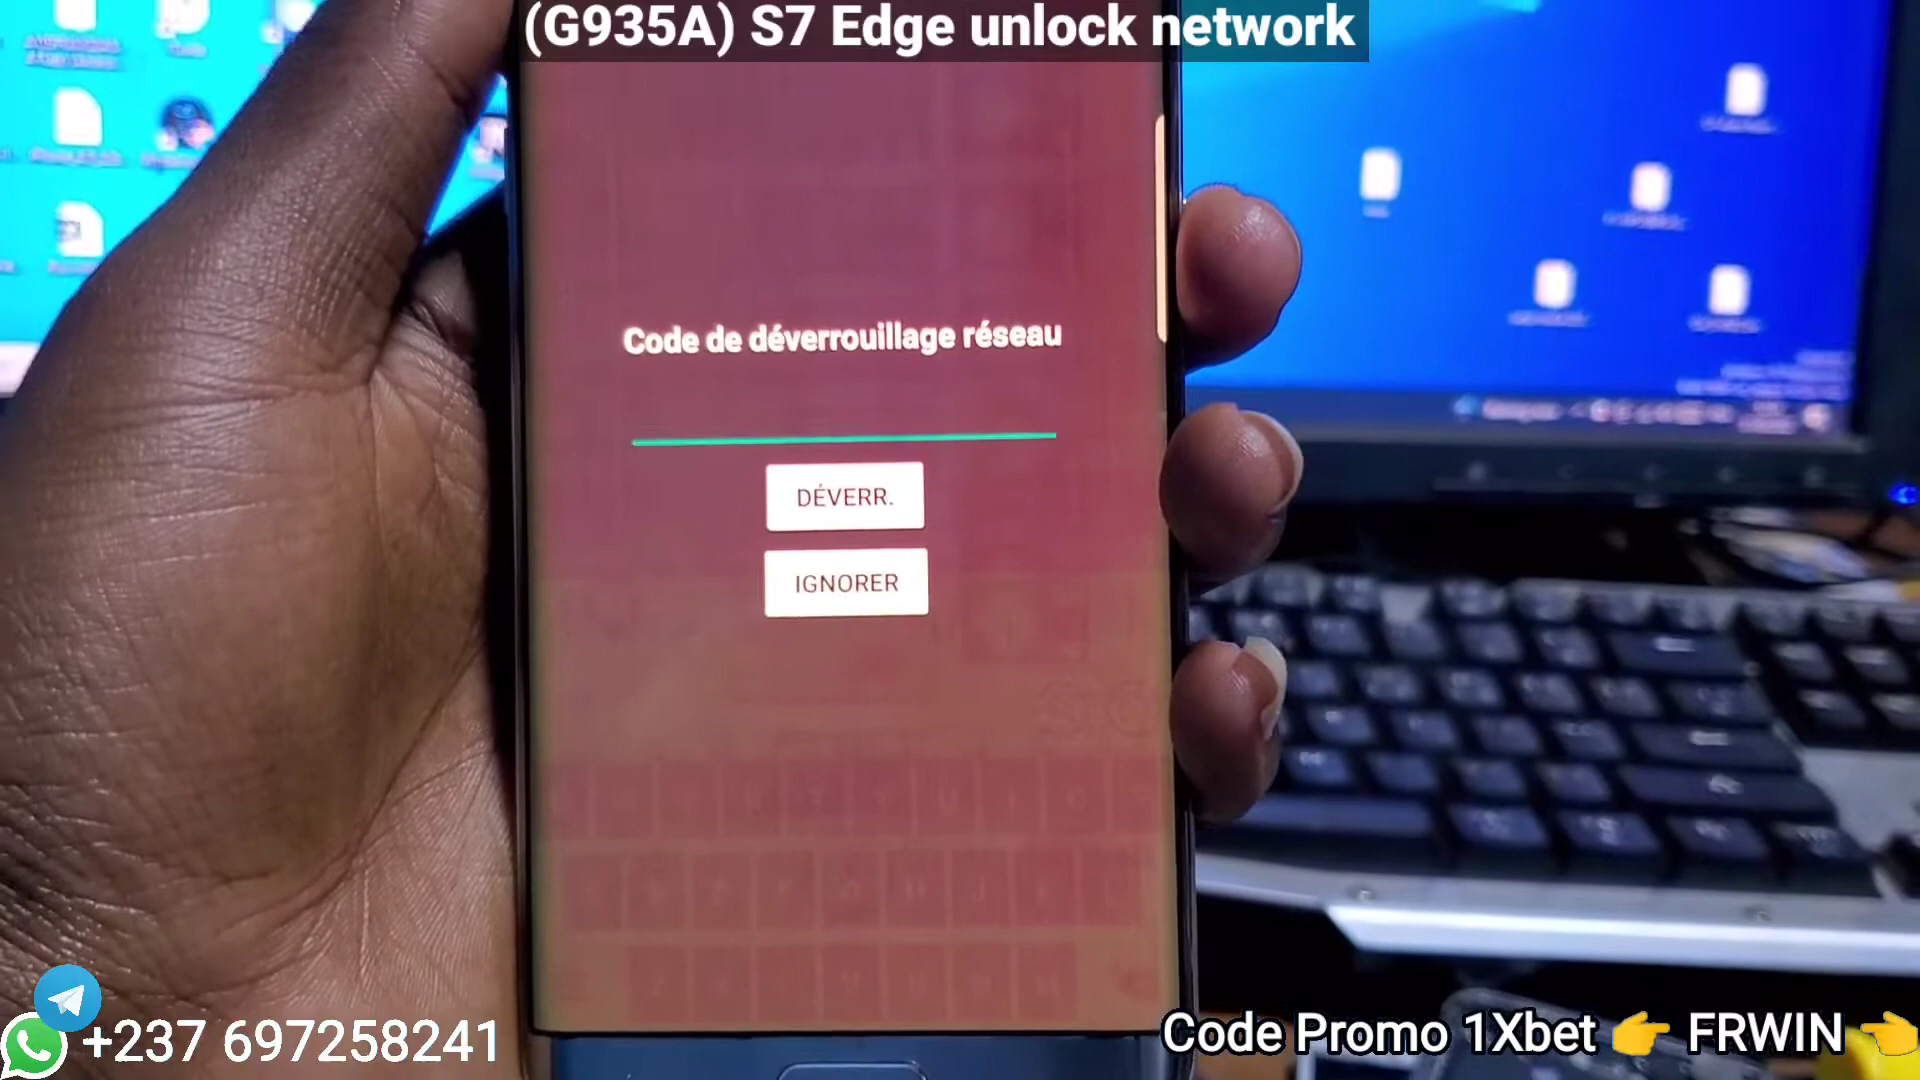 (G935A) S7 Edge unlock network
Code de déverrouillage réseau
DÉVERR.
IGNORER
+237 697258241
Code Promo 1Xbet 👉 FRWIN 👈